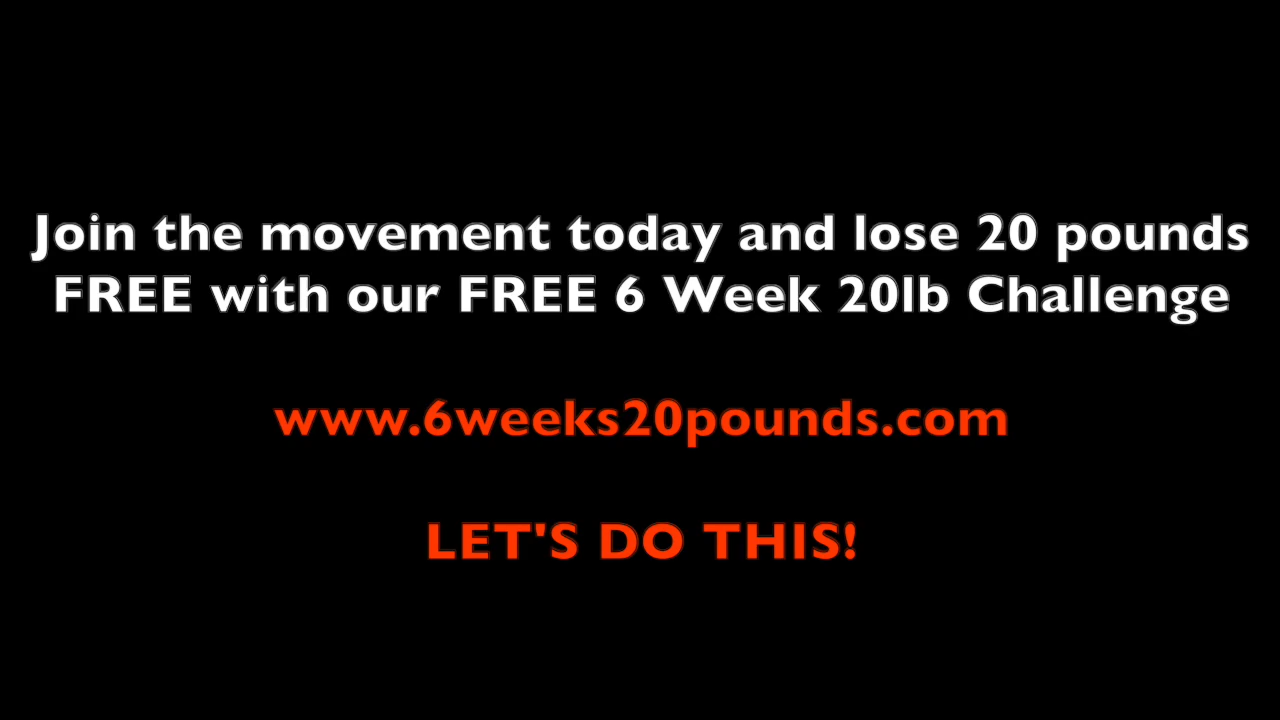 Join the movement today and lose 20 pounds
FREE with our FREE 6 Week 20lb Challenge
www.6weeks20pounds.com
LET'S DO THIS!